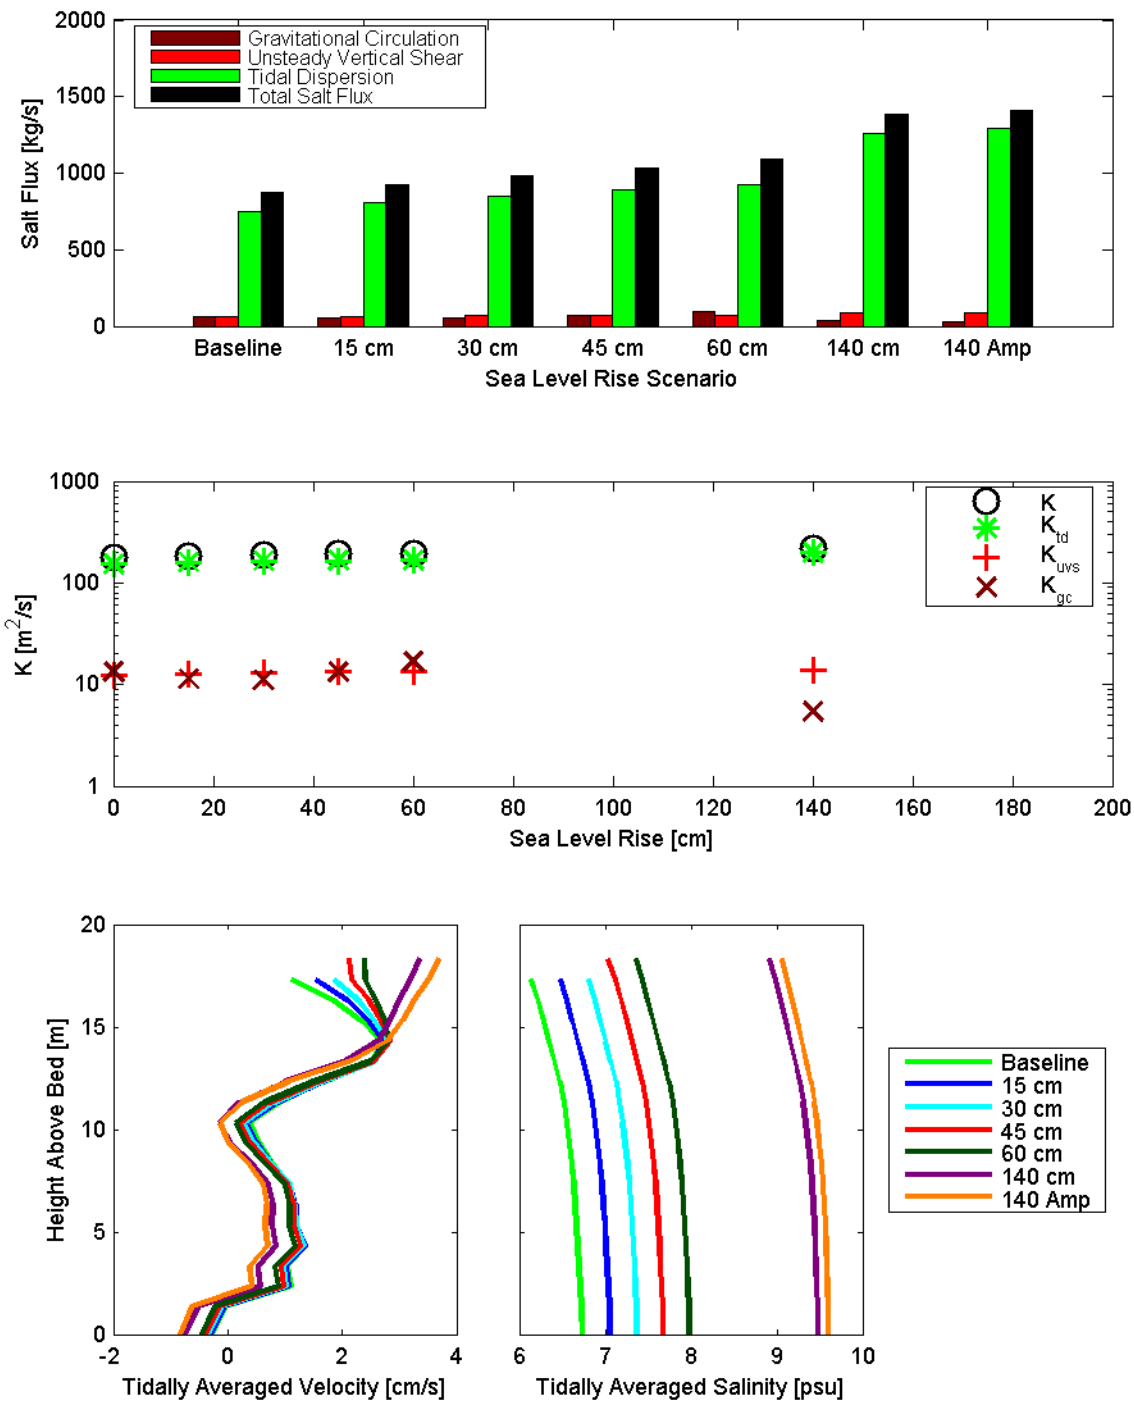 2000
1500
1000
500
0
Salt Flux [kg/s]
Gravitational Circulation
Unsteady Vertical Shear
Tidal Dispersion
Total Salt Flux
Baseline 15 cm 30 cm 45 cm 60 cm 140 cm 140 Amp
Sea Level Rise Scenario
1000
100
10
1
K [m²/s]
K
K_td
K_uvs
K_gc
0 20 40 60 80 100 120 140 160 180 200
Sea Level Rise [cm]
20
15
10
5
0
Height Above Bed [m]
-2 0 2 4
Tidally Averaged Velocity [cm/s]
6 7 8 9 10
Tidally Averaged Salinity [psu]
Baseline
15 cm
30 cm
45 cm
60 cm
140 cm
140 Amp